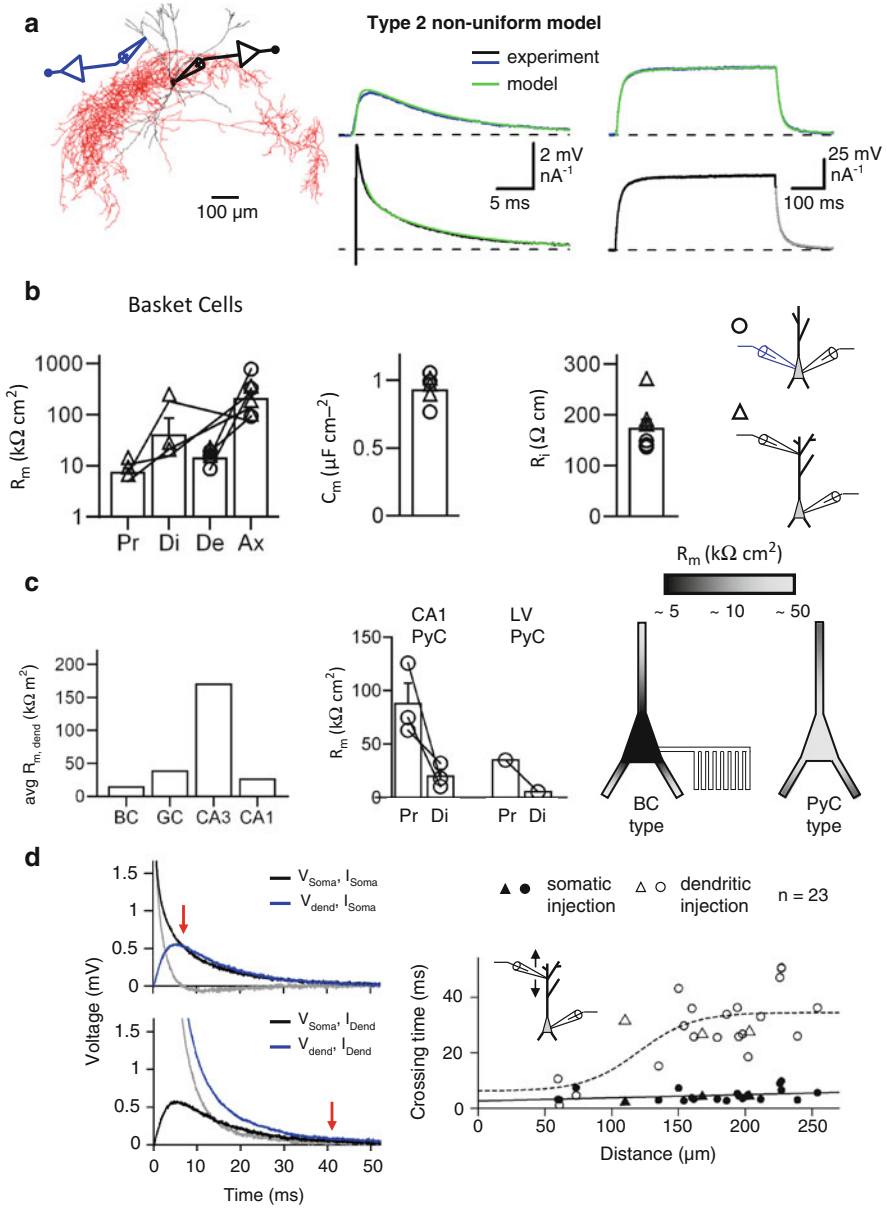 a
Type 2 non-uniform model
experiment
model
2 mV
nA⁻¹
5 ms
25 mV
nA⁻¹
100 ms
100 µm
b
Basket Cells
Rₘ (kΩ cm²)
1000
100
10
1
Pr Di De Ax
Cₘ (µF cm⁻²)
1
0.5
0
Rᵢ (Ω cm)
300
200
100
0
c
avg Rₘ, dend (kΩ m²)
200
150
100
50
0
BC GC CA3 CA1
Rₘ (kΩ cm²)
150
100
50
0
CA1 PyC
LV PyC
Pr Di Pr Di
Rₘ (kΩ cm²)
~ 5 ~ 10 ~ 50
BC type
PyC type
d
Voltage (mV)
1.5
1
0.5
0
V_Soma, I_Soma
V_dend, I_Soma
1.5
1
0.5
0
V_Soma, I_Dend
V_dend, I_Dend
0 10 20 30 40 50
Time (ms)
somatic injection
dendritic injection
n = 23
Crossing time (ms)
40
20
0
0 50 100 150 200 250
Distance (µm)